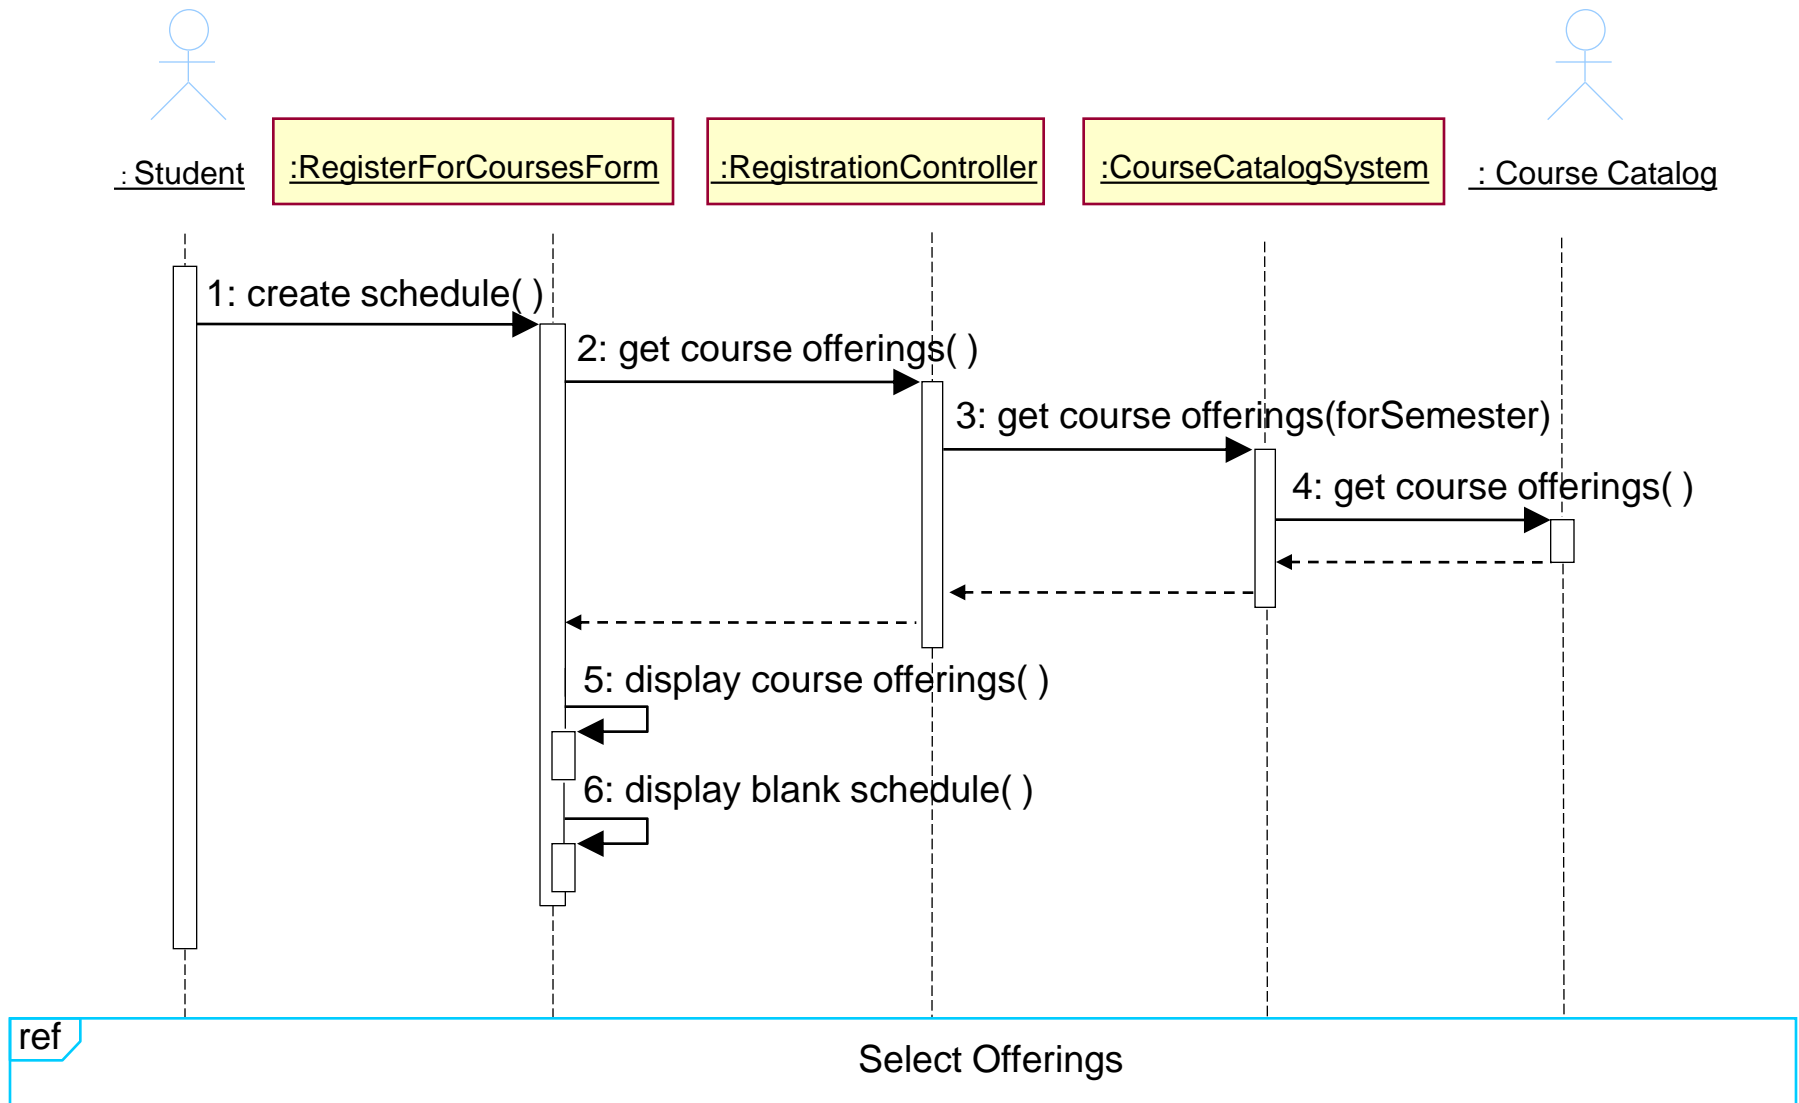 : Student
:RegisterForCoursesForm
:RegistrationController
:CourseCatalogSystem
: Course Catalog
1: create schedule( )
2: get course offerings( )
3: get course offerings(forSemester)
4: get course offerings( )
5: display course offerings( )
6: display blank schedule( )
ref
Select Offerings